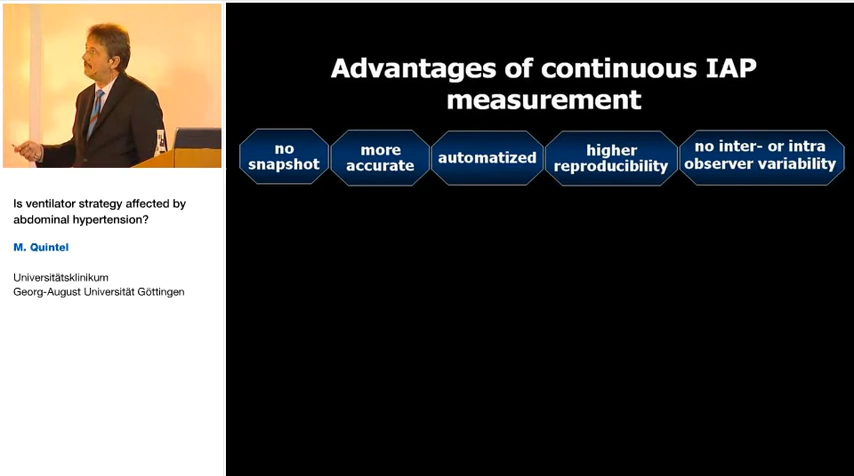 Advantages of continuous IAP
measurement
no
snapshot
more
accurate
automatized
higher
reproducibility
no inter- or intra
observer variability
Is ventilator strategy affected by
abdominal hypertension?
M. Quintel
Universitätsklinikum
Georg-August Universität Göttingen